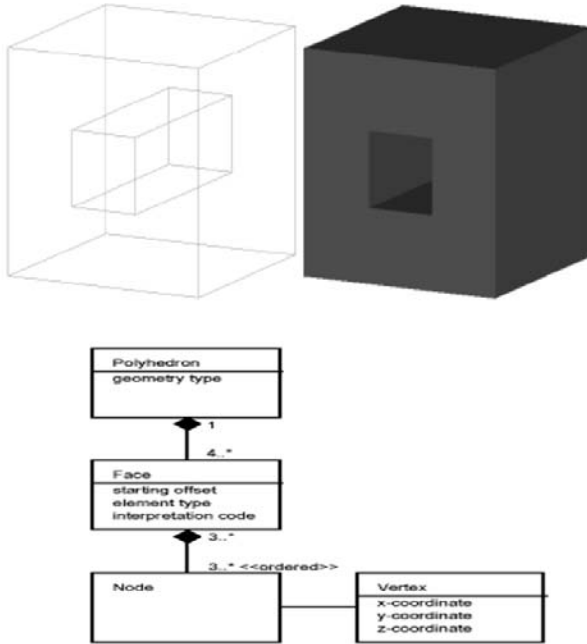 Polyhedron
geometry type
1
4..*
Face
starting offset
element type
interpretation code
3..*
3..* <<ordered>>
Node
Vertex
x-coordinate
y-coordinate
z-coordinate